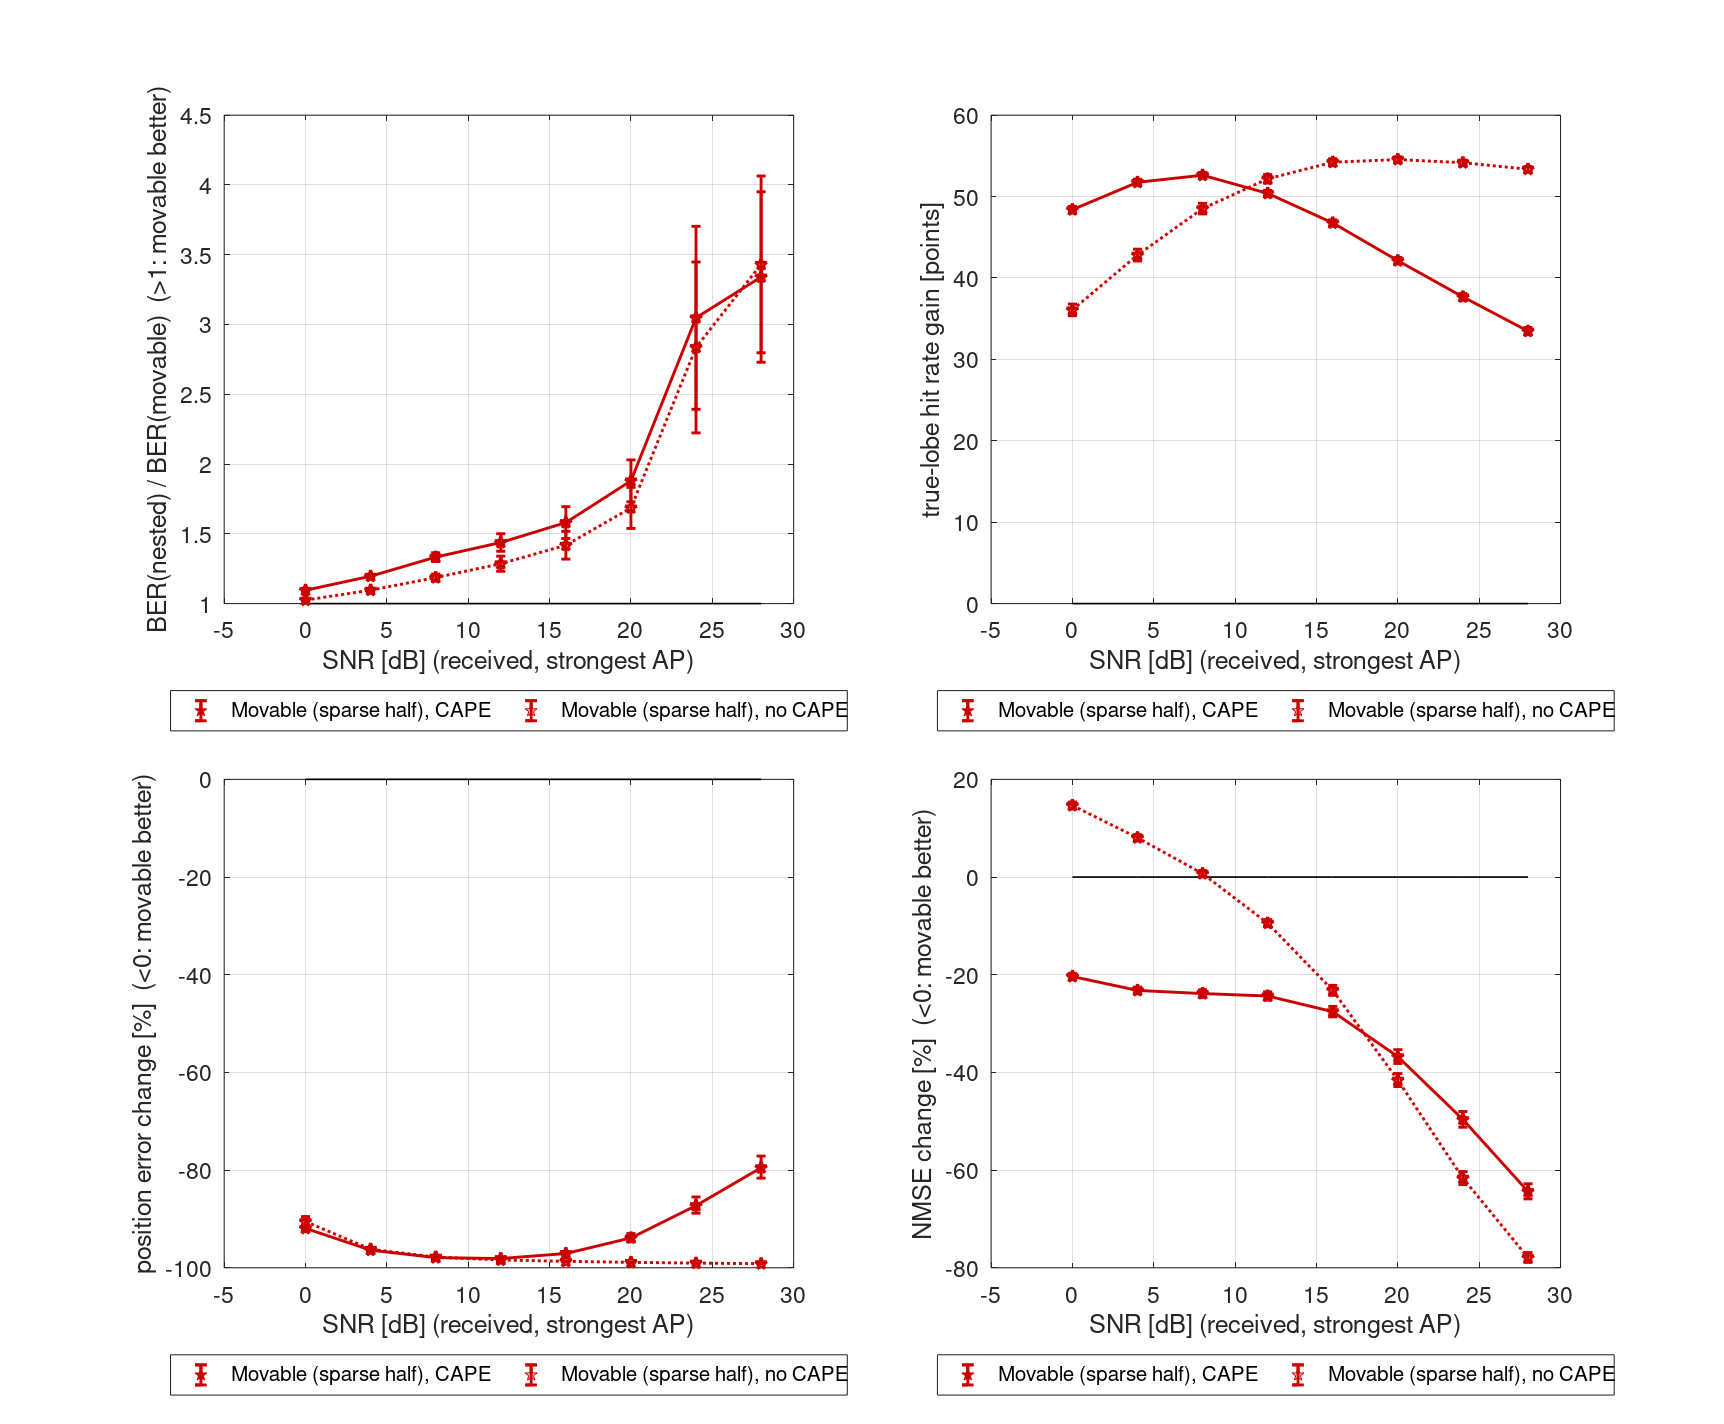 BER(nested) / BER(movable)  (>1: movable better)
4.5
4
3.5
3
2.5
2
1.5
1
-5 0 5 10 15 20 25 30
SNR [dB] (received, strongest AP)
Movable (sparse half), CAPE Movable (sparse half), no CAPE
true-lobe hit rate gain [points]
60
50
40
30
20
10
0
-5 0 5 10 15 20 25 30
SNR [dB] (received, strongest AP)
Movable (sparse half), CAPE Movable (sparse half), no CAPE
position error change [%]  (<0: movable better)
0
-20
-40
-60
-80
-100
-5 0 5 10 15 20 25 30
SNR [dB] (received, strongest AP)
Movable (sparse half), CAPE Movable (sparse half), no CAPE
NMSE change [%]  (<0: movable better)
20
0
-20
-40
-60
-80
-5 0 5 10 15 20 25 30
SNR [dB] (received, strongest AP)
Movable (sparse half), CAPE Movable (sparse half), no CAPE